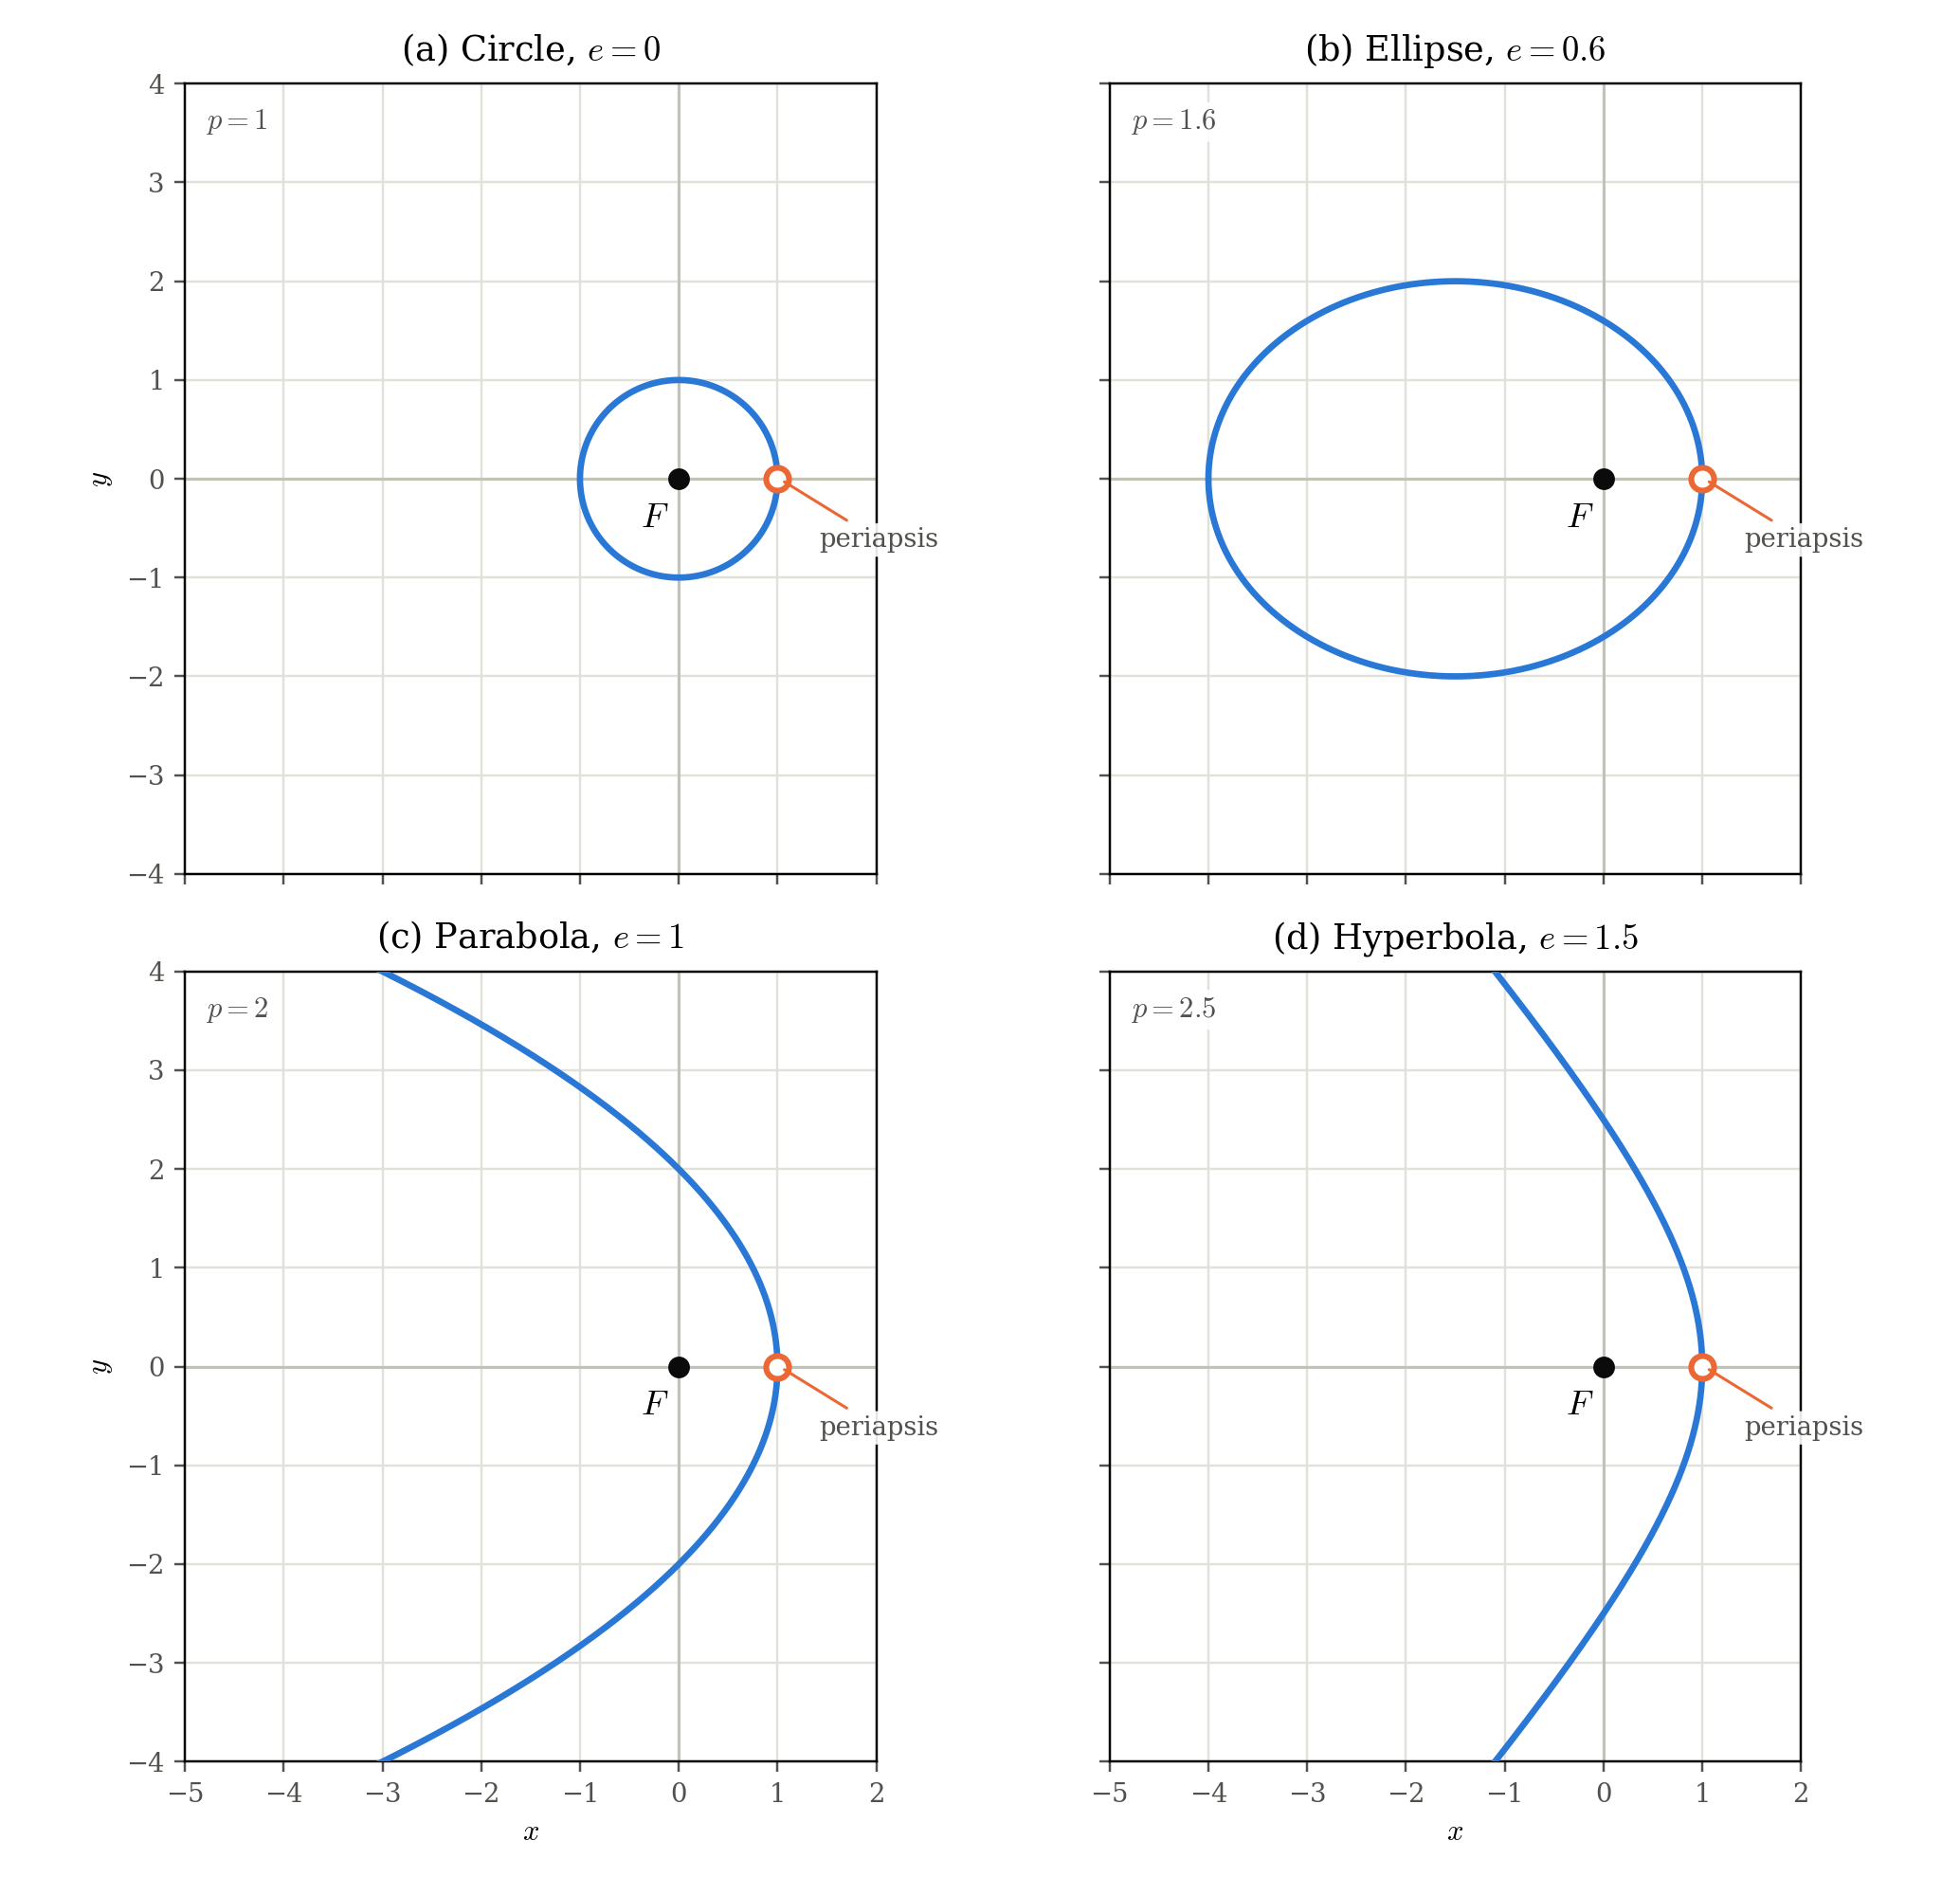 (a) Circle, e = 0
p = 1
4
3
2
1
0
−1
−2
−3
−4
y
F
periapsis
(b) Ellipse, e = 0.6
p = 1.6
F
periapsis
(c) Parabola, e = 1
p = 2
4
3
2
1
0
−1
−2
−3
−4
y
F
periapsis
−5 −4 −3 −2 −1 0 1 2
x
(d) Hyperbola, e = 1.5
p = 2.5
F
periapsis
−5 −4 −3 −2 −1 0 1 2
x